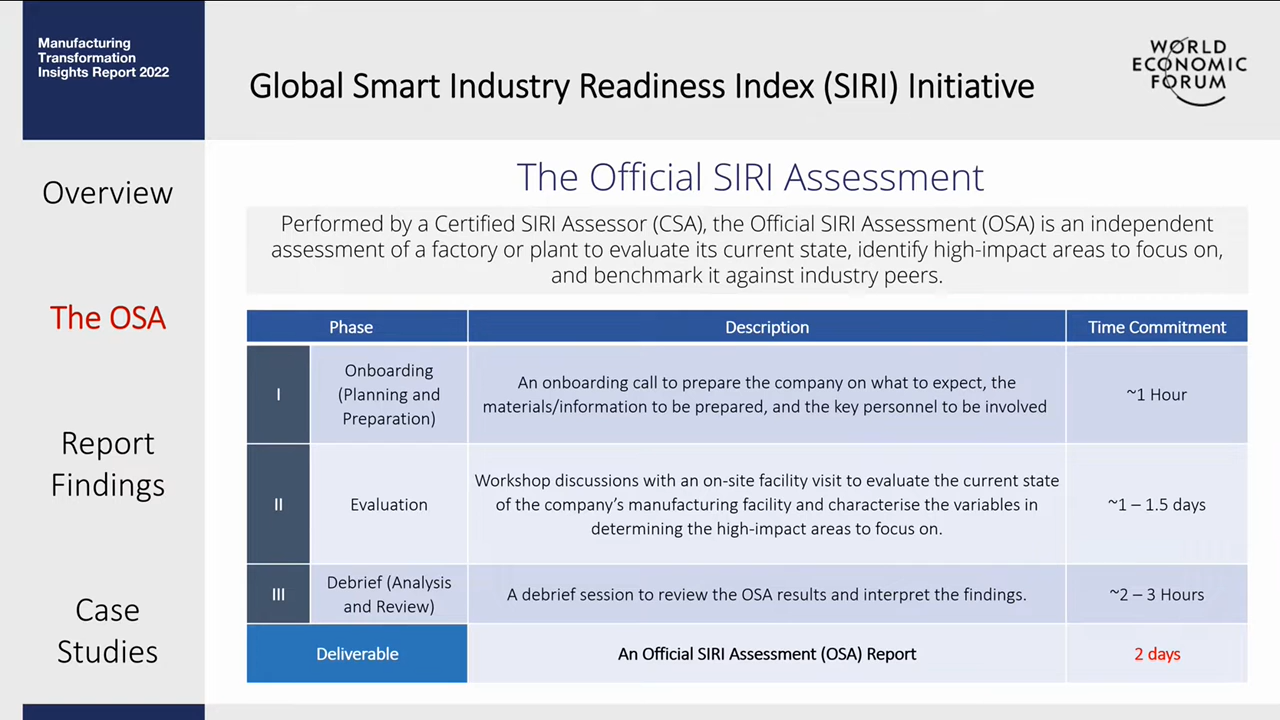 Manufacturing
Transformation
Insights Report 2022
Global Smart Industry Readiness Index (SIRI) Initiative
WORLD
ECONOMIC
FORUM
Overview
The OSA
Report
Findings
Case
Studies
The Official SIRI Assessment
Performed by a Certified SIRI Assessor (CSA), the Official SIRI Assessment (OSA) is an independent
assessment of a factory or plant to evaluate its current state, identify high-impact areas to focus on,
and benchmark it against industry peers.
Phase
Description
Time Commitment
I
Onboarding
(Planning and
Preparation)
An onboarding call to prepare the company on what to expect, the
materials/information to be prepared, and the key personnel to be involved
~1 Hour
II
Evaluation
Workshop discussions with an on-site facility visit to evaluate the current state
of the company’s manufacturing facility and characterise the variables in
determining the high-impact areas to focus on.
~1 – 1.5 days
III
Debrief (Analysis
and Review)
A debrief session to review the OSA results and interpret the findings.
~2 – 3 Hours
Deliverable
An Official SIRI Assessment (OSA) Report
2 days